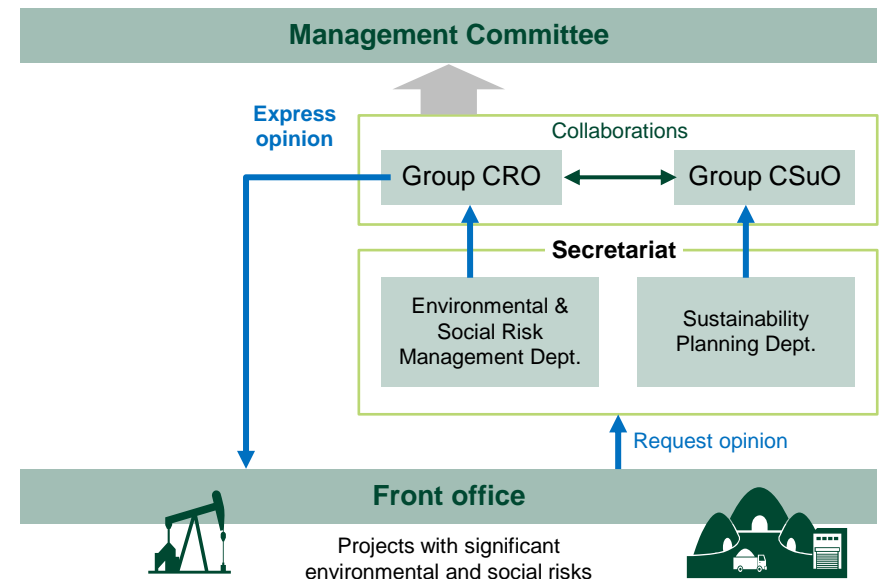 Management Committee
Express
opinion
Collaborations
Group CRO
Group CSuO
Secretariat
Environmental &
Social Risk
Management Dept.
Sustainability
Planning Dept.
Request opinion
Front office
Projects with significant
environmental and social risks